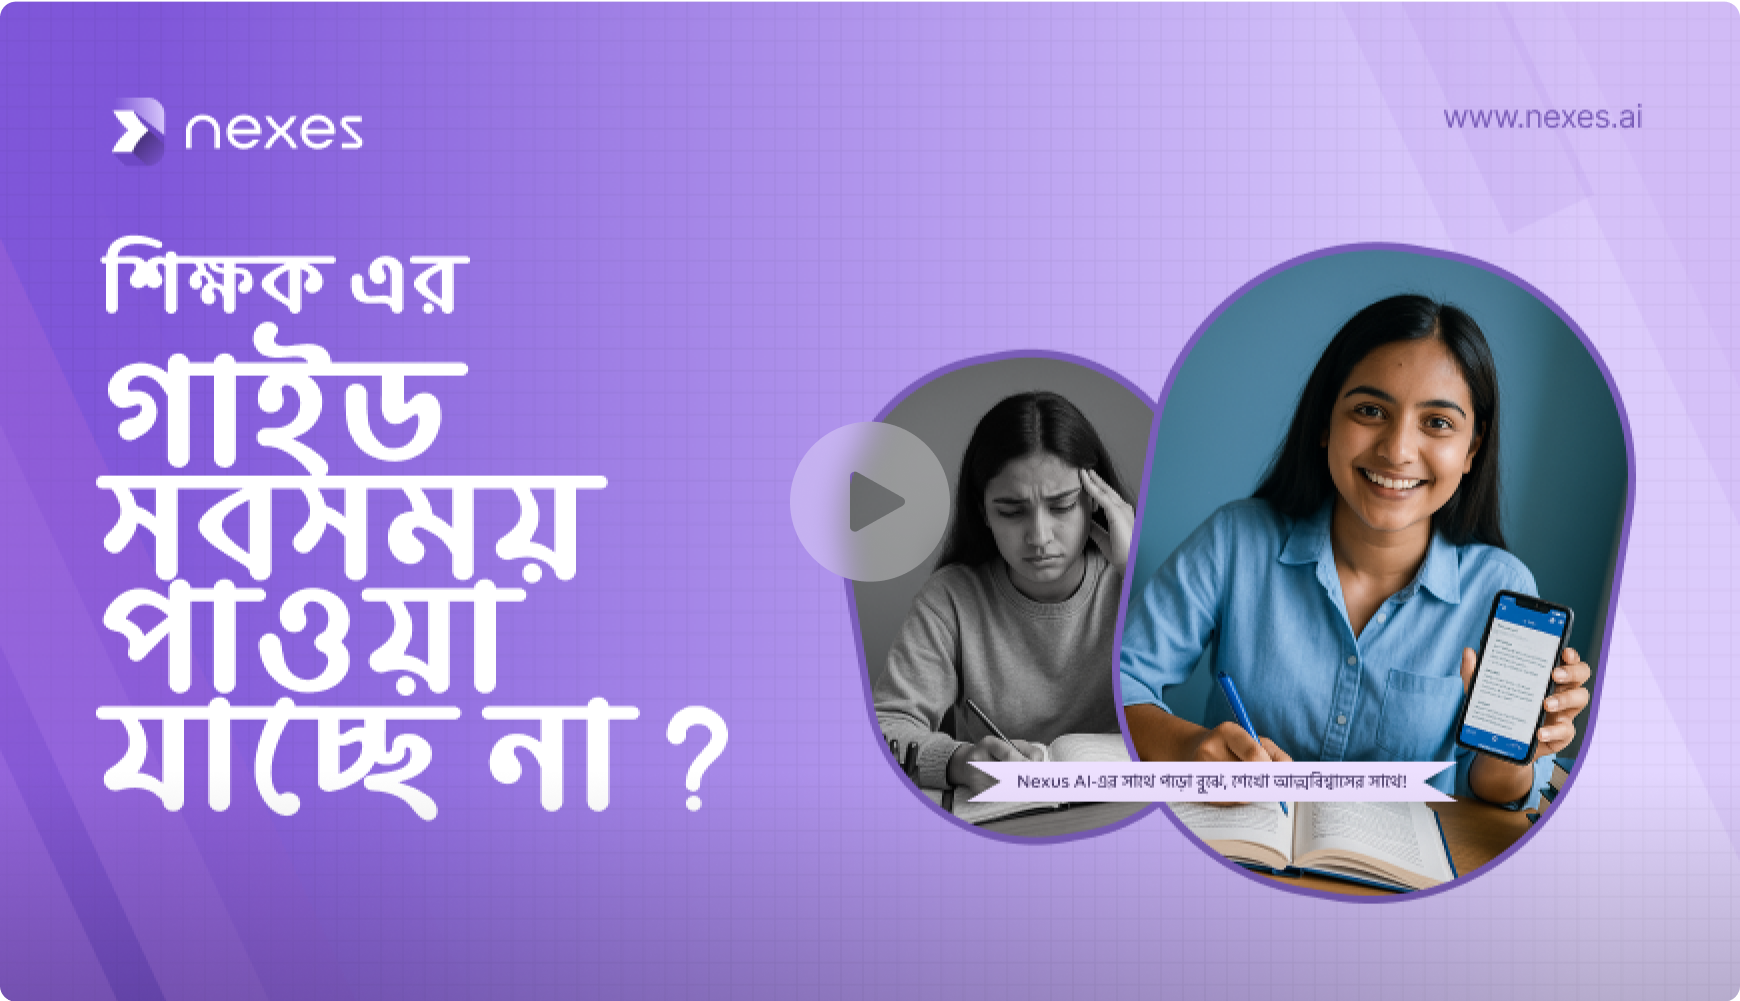 nexes
www.nexes.ai
শিক্ষক এর
গাইড
সবসময়
পাওয়া
যাচ্ছে না ?
Nexus AI-এর সাথে পড়ো বুঝে, শেখো আত্মবিশ্বাসের সাথে!